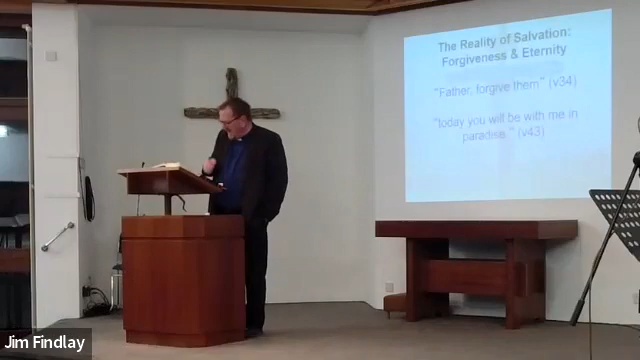 The Reality of Salvation:
Forgiveness & Eternity
"Father, forgive them" (v34)
"today you will be with me in
paradise." (v43)
Jim Findlay